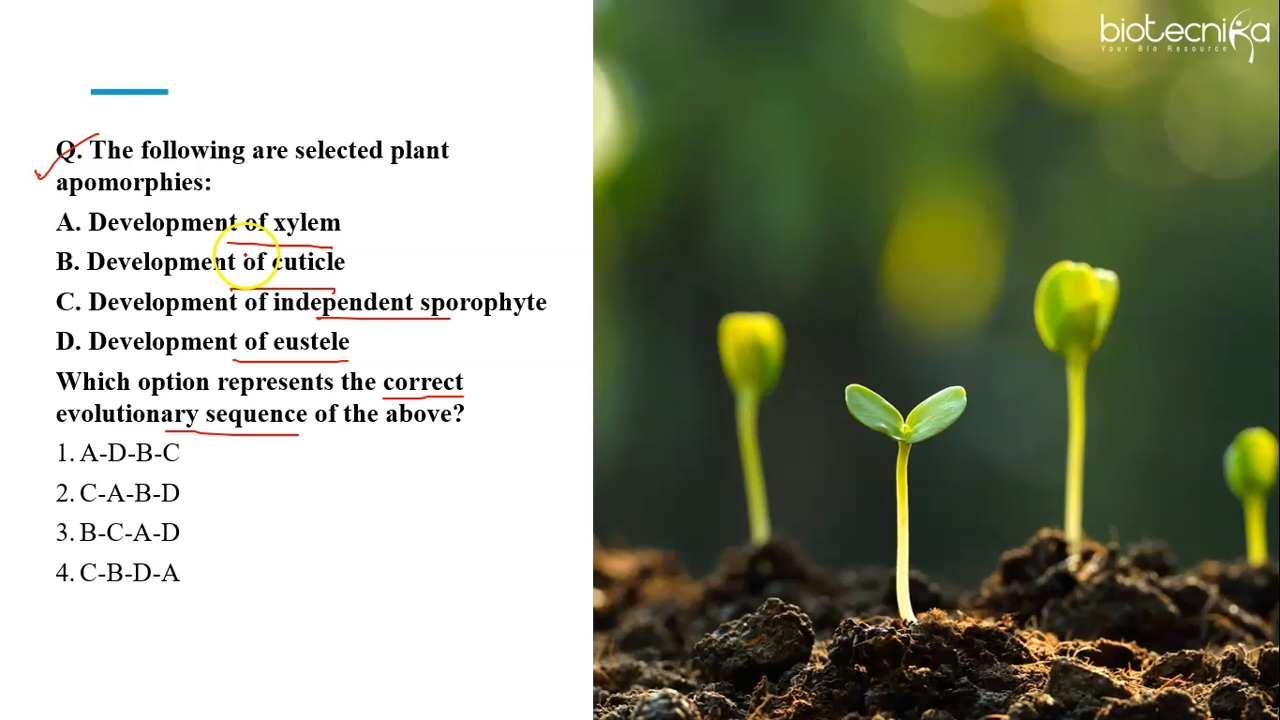 biotecnika
Your Bio Resource
Q. The following are selected plant
apomorphies:
A. Development of xylem
B. Development of cuticle
C. Development of independent sporophyte
D. Development of eustele
Which option represents the correct
evolutionary sequence of the above?
1. A-D-B-C
2. C-A-B-D
3. B-C-A-D
4. C-B-D-A